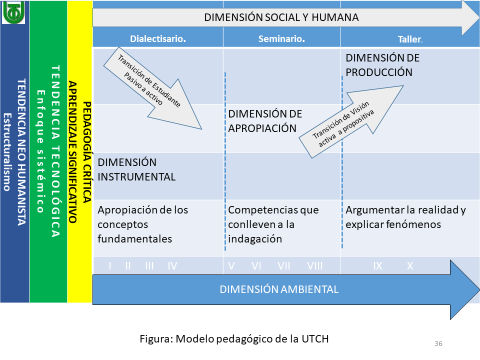 DIMENSIÓN SOCIAL Y HUMANA
TENDENCIA NEO HUMANISTA
Estructuralismo
TENDENCIA TECNOLÓGICA
Enfoque sistémico
PEDAGOGÍA CRÍTICA
APRENDIZAJE SIGNIFICATIVO
Dialectisario.
Seminario.
Taller.
Transición de Estudiante
Pasivo a activo
DIMENSIÓN DE
PRODUCCIÓN
DIMENSIÓN DE
APROPIACIÓN
Transición de Visión
activa a propositiva
DIMENSIÓN
INSTRUMENTAL
Apropiación de los
conceptos
fundamentales
Competencias que
conlleven a la
indagación
Argumentar la realidad y
explicar fenómenos
I II III IV V VI VII VIII IX X
DIMENSIÓN AMBIENTAL
Figura: Modelo pedagógico de la UTCH
36